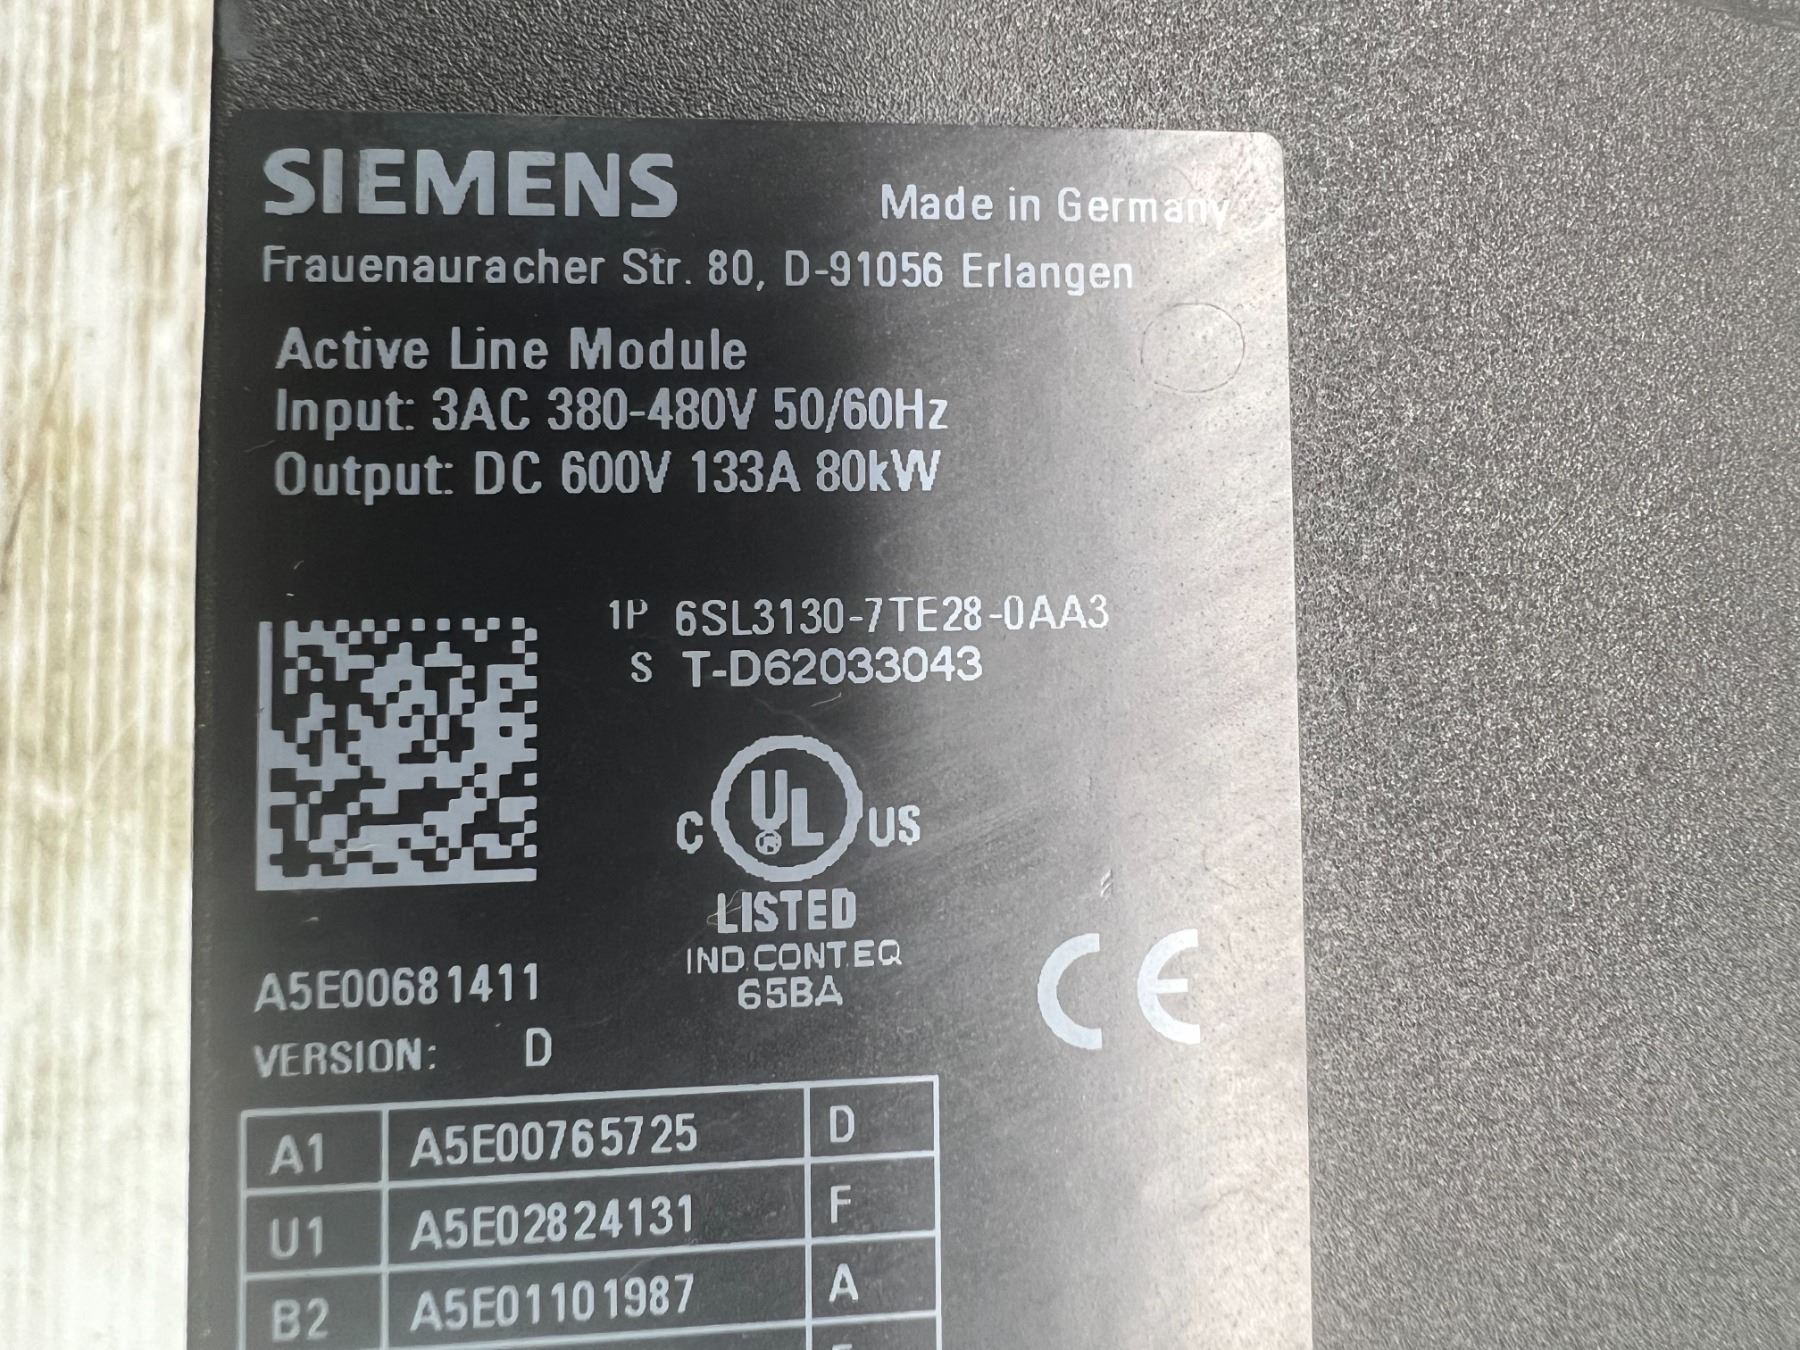 SIEMENS
Made in Germany
Frauenauracher Str. 80, D-91056 Erlangen
Active Line Module
Input: 3AC 380-480V 50/60Hz
Output: DC 600V 133A 80kW
1P 6SL3130-7TE28-0AA3
S T-D62033043
C UL US
R
LISTED
IND.CONT.EQ
65BA
CE
A5E00681411
VERSION: D
A1 A5E00765725 D
U1 A5E02824131 F
B2 A5E01101987 A